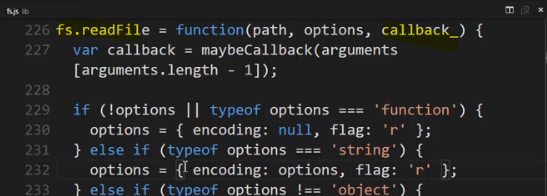 fs.js lib
226 fs.readFile = function(path, options, callback_) {
227 var callback = maybeCallback(arguments
[arguments.length - 1]);
228
229 if (!options || typeof options === 'function') {
230 options = { encoding: null, flag: 'r' };
231 } else if (typeof options === 'string') {
232 options = { encoding: options, flag: 'r' };
233 } else if (typeof options !== 'object') {